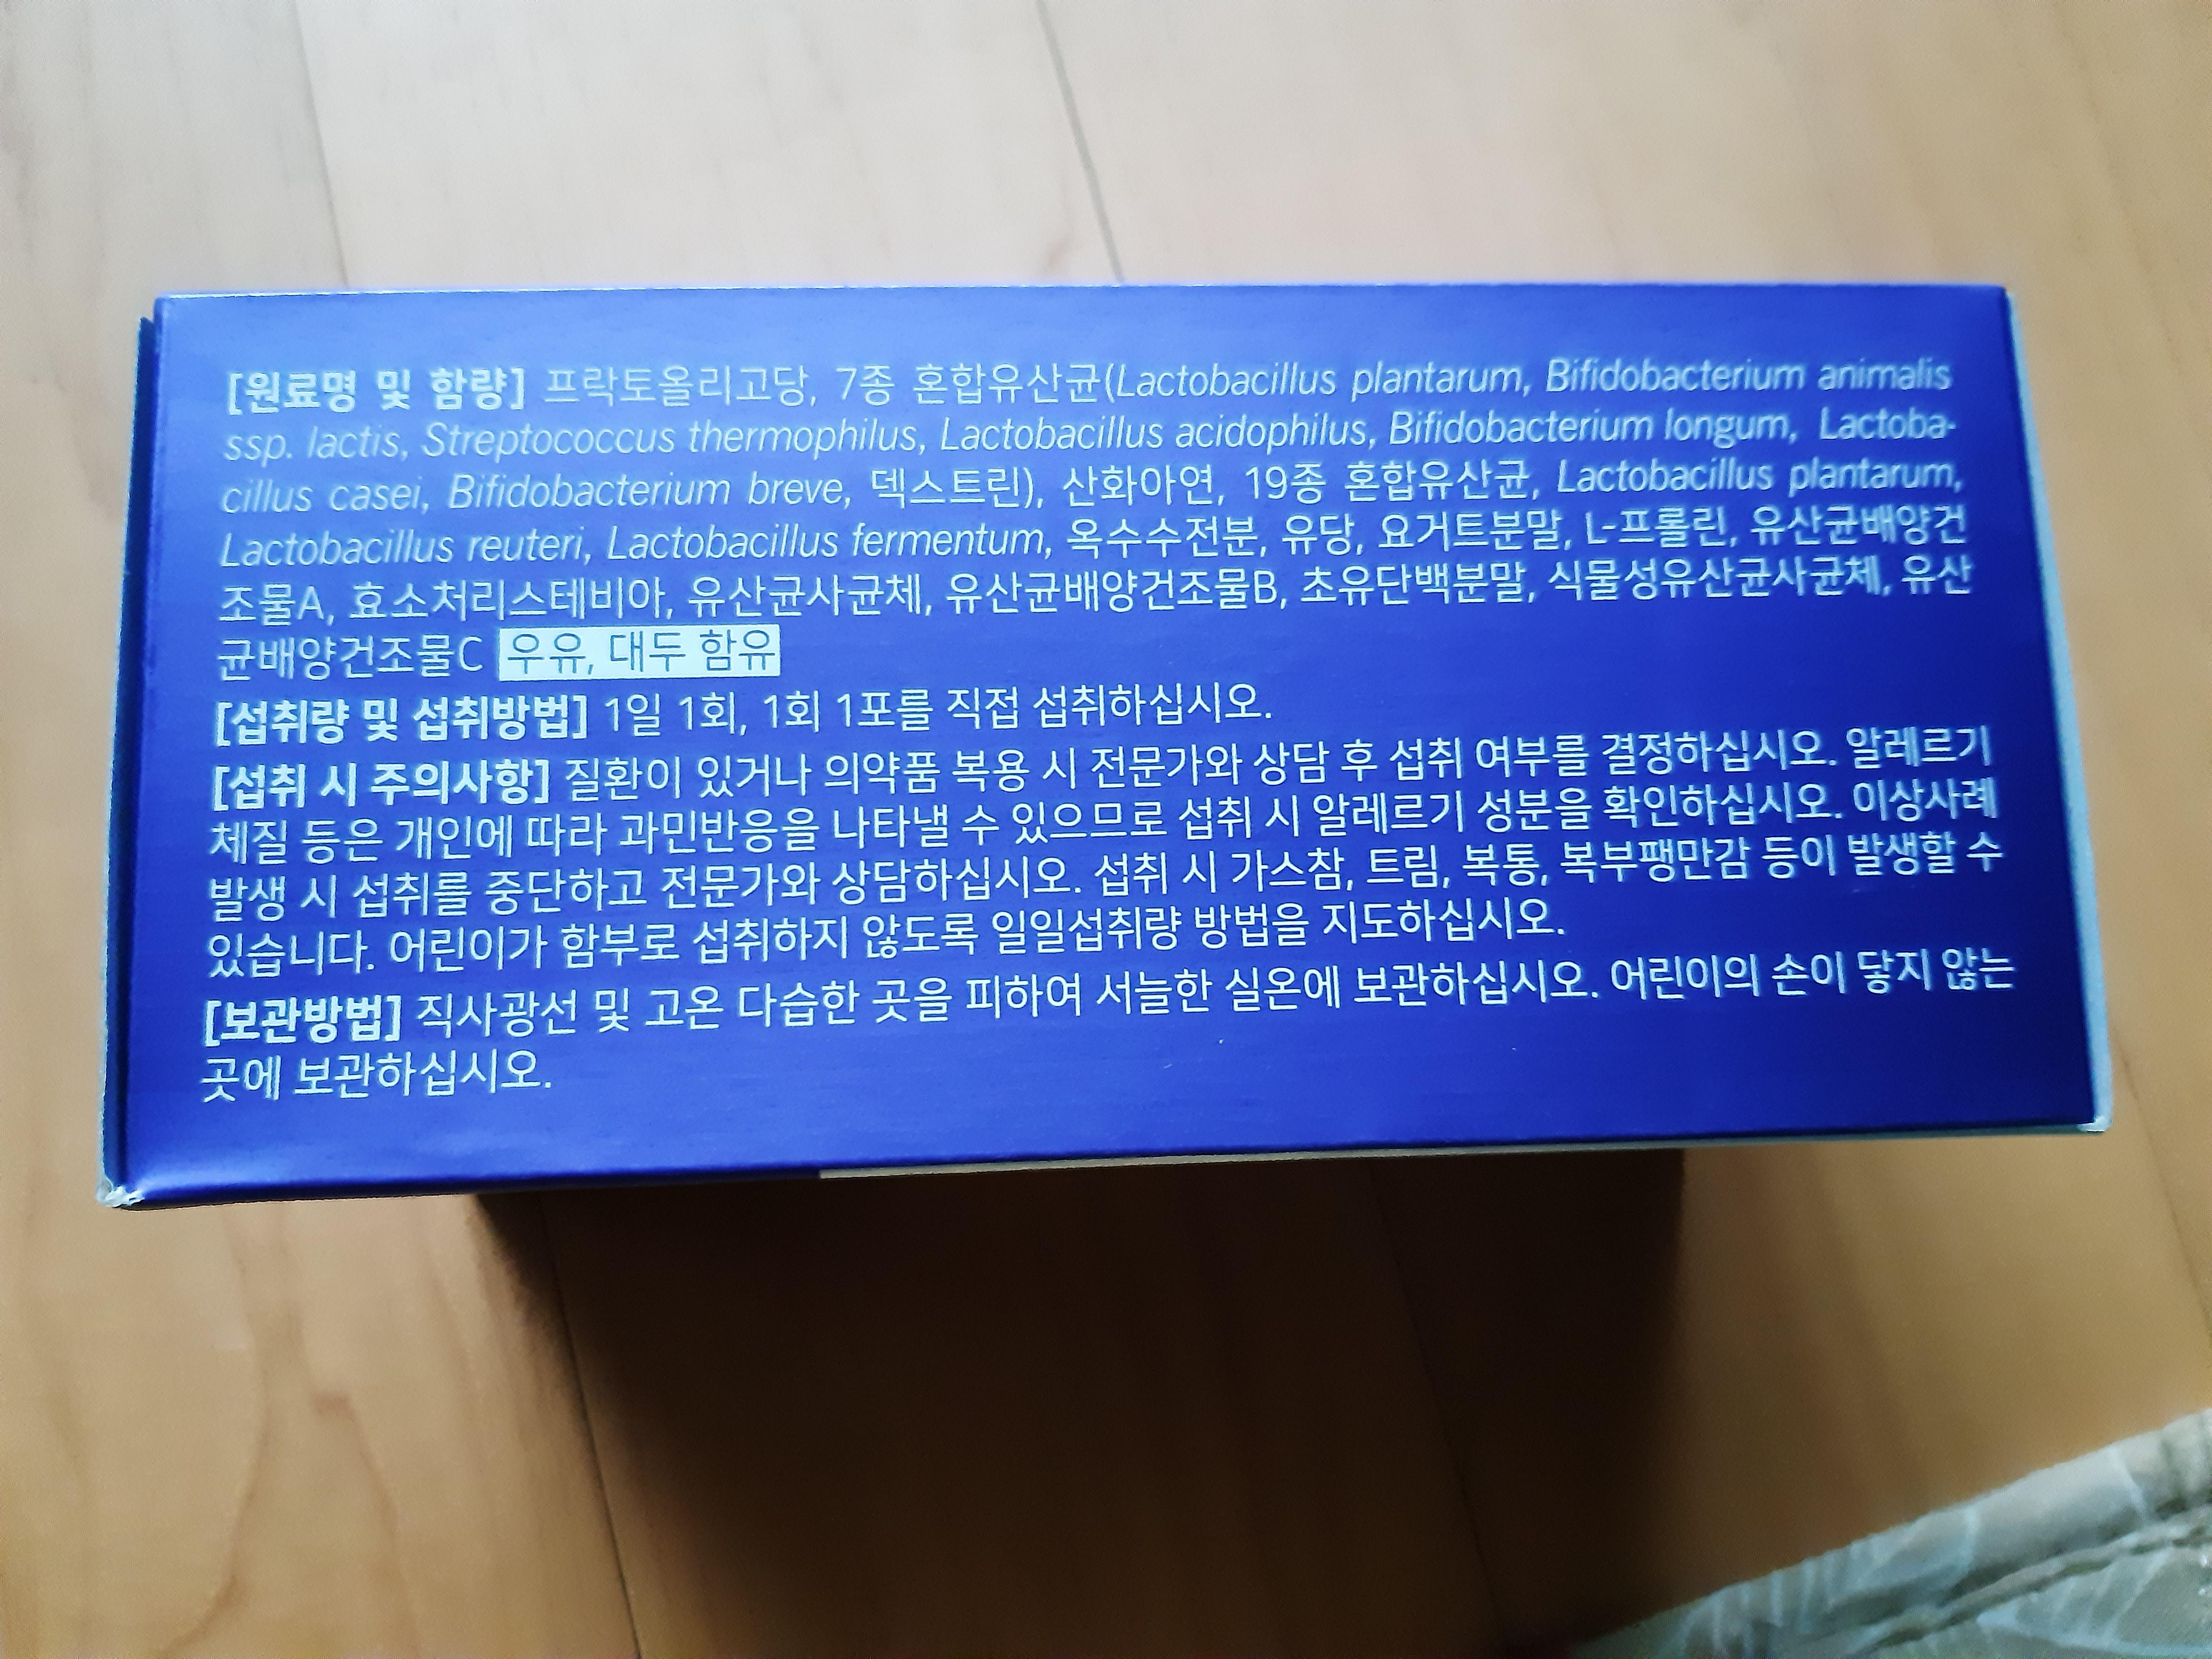 [원료명 및 함량] 프락토올리고당, 7종 혼합유산균(Lactobacillus plantarum, Bifidobacterium animalis
ssp. lactis, Streptococcus thermophilus, Lactobacillus acidophilus, Bifidobacterium longum, Lactoba-
cillus casei, Bifidobacterium breve, 덱스트린), 산화아연, 19종 혼합유산균, Lactobacillus plantarum,
Lactobacillus reuteri, Lactobacillus fermentum, 옥수수전분, 유당, 요거트분말, L-프롤린, 유산균배양건
조물A, 효소처리스테비아, 유산균사균체, 유산균배양건조물B, 초유단백분말, 식물성유산균사균체, 유산
균배양건조물C 우유, 대두 함유
[섭취량 및 섭취방법] 1일 1회, 1회 1포를 직접 섭취하십시오.
[섭취 시 주의사항] 질환이 있거나 의약품 복용 시 전문가와 상담 후 섭취 여부를 결정하십시오. 알레르기
체질 등은 개인에 따라 과민반응을 나타낼 수 있으므로 섭취 시 알레르기 성분을 확인하십시오. 이상사례
발생 시 섭취를 중단하고 전문가와 상담하십시오. 섭취 시 가스참, 트림, 복통, 복부팽만감 등이 발생할 수
있습니다. 어린이가 함부로 섭취하지 않도록 일일섭취량 방법을 지도하십시오.
[보관방법] 직사광선 및 고온 다습한 곳을 피하여 서늘한 실온에 보관하십시오. 어린이의 손이 닿지 않는
곳에 보관하십시오.